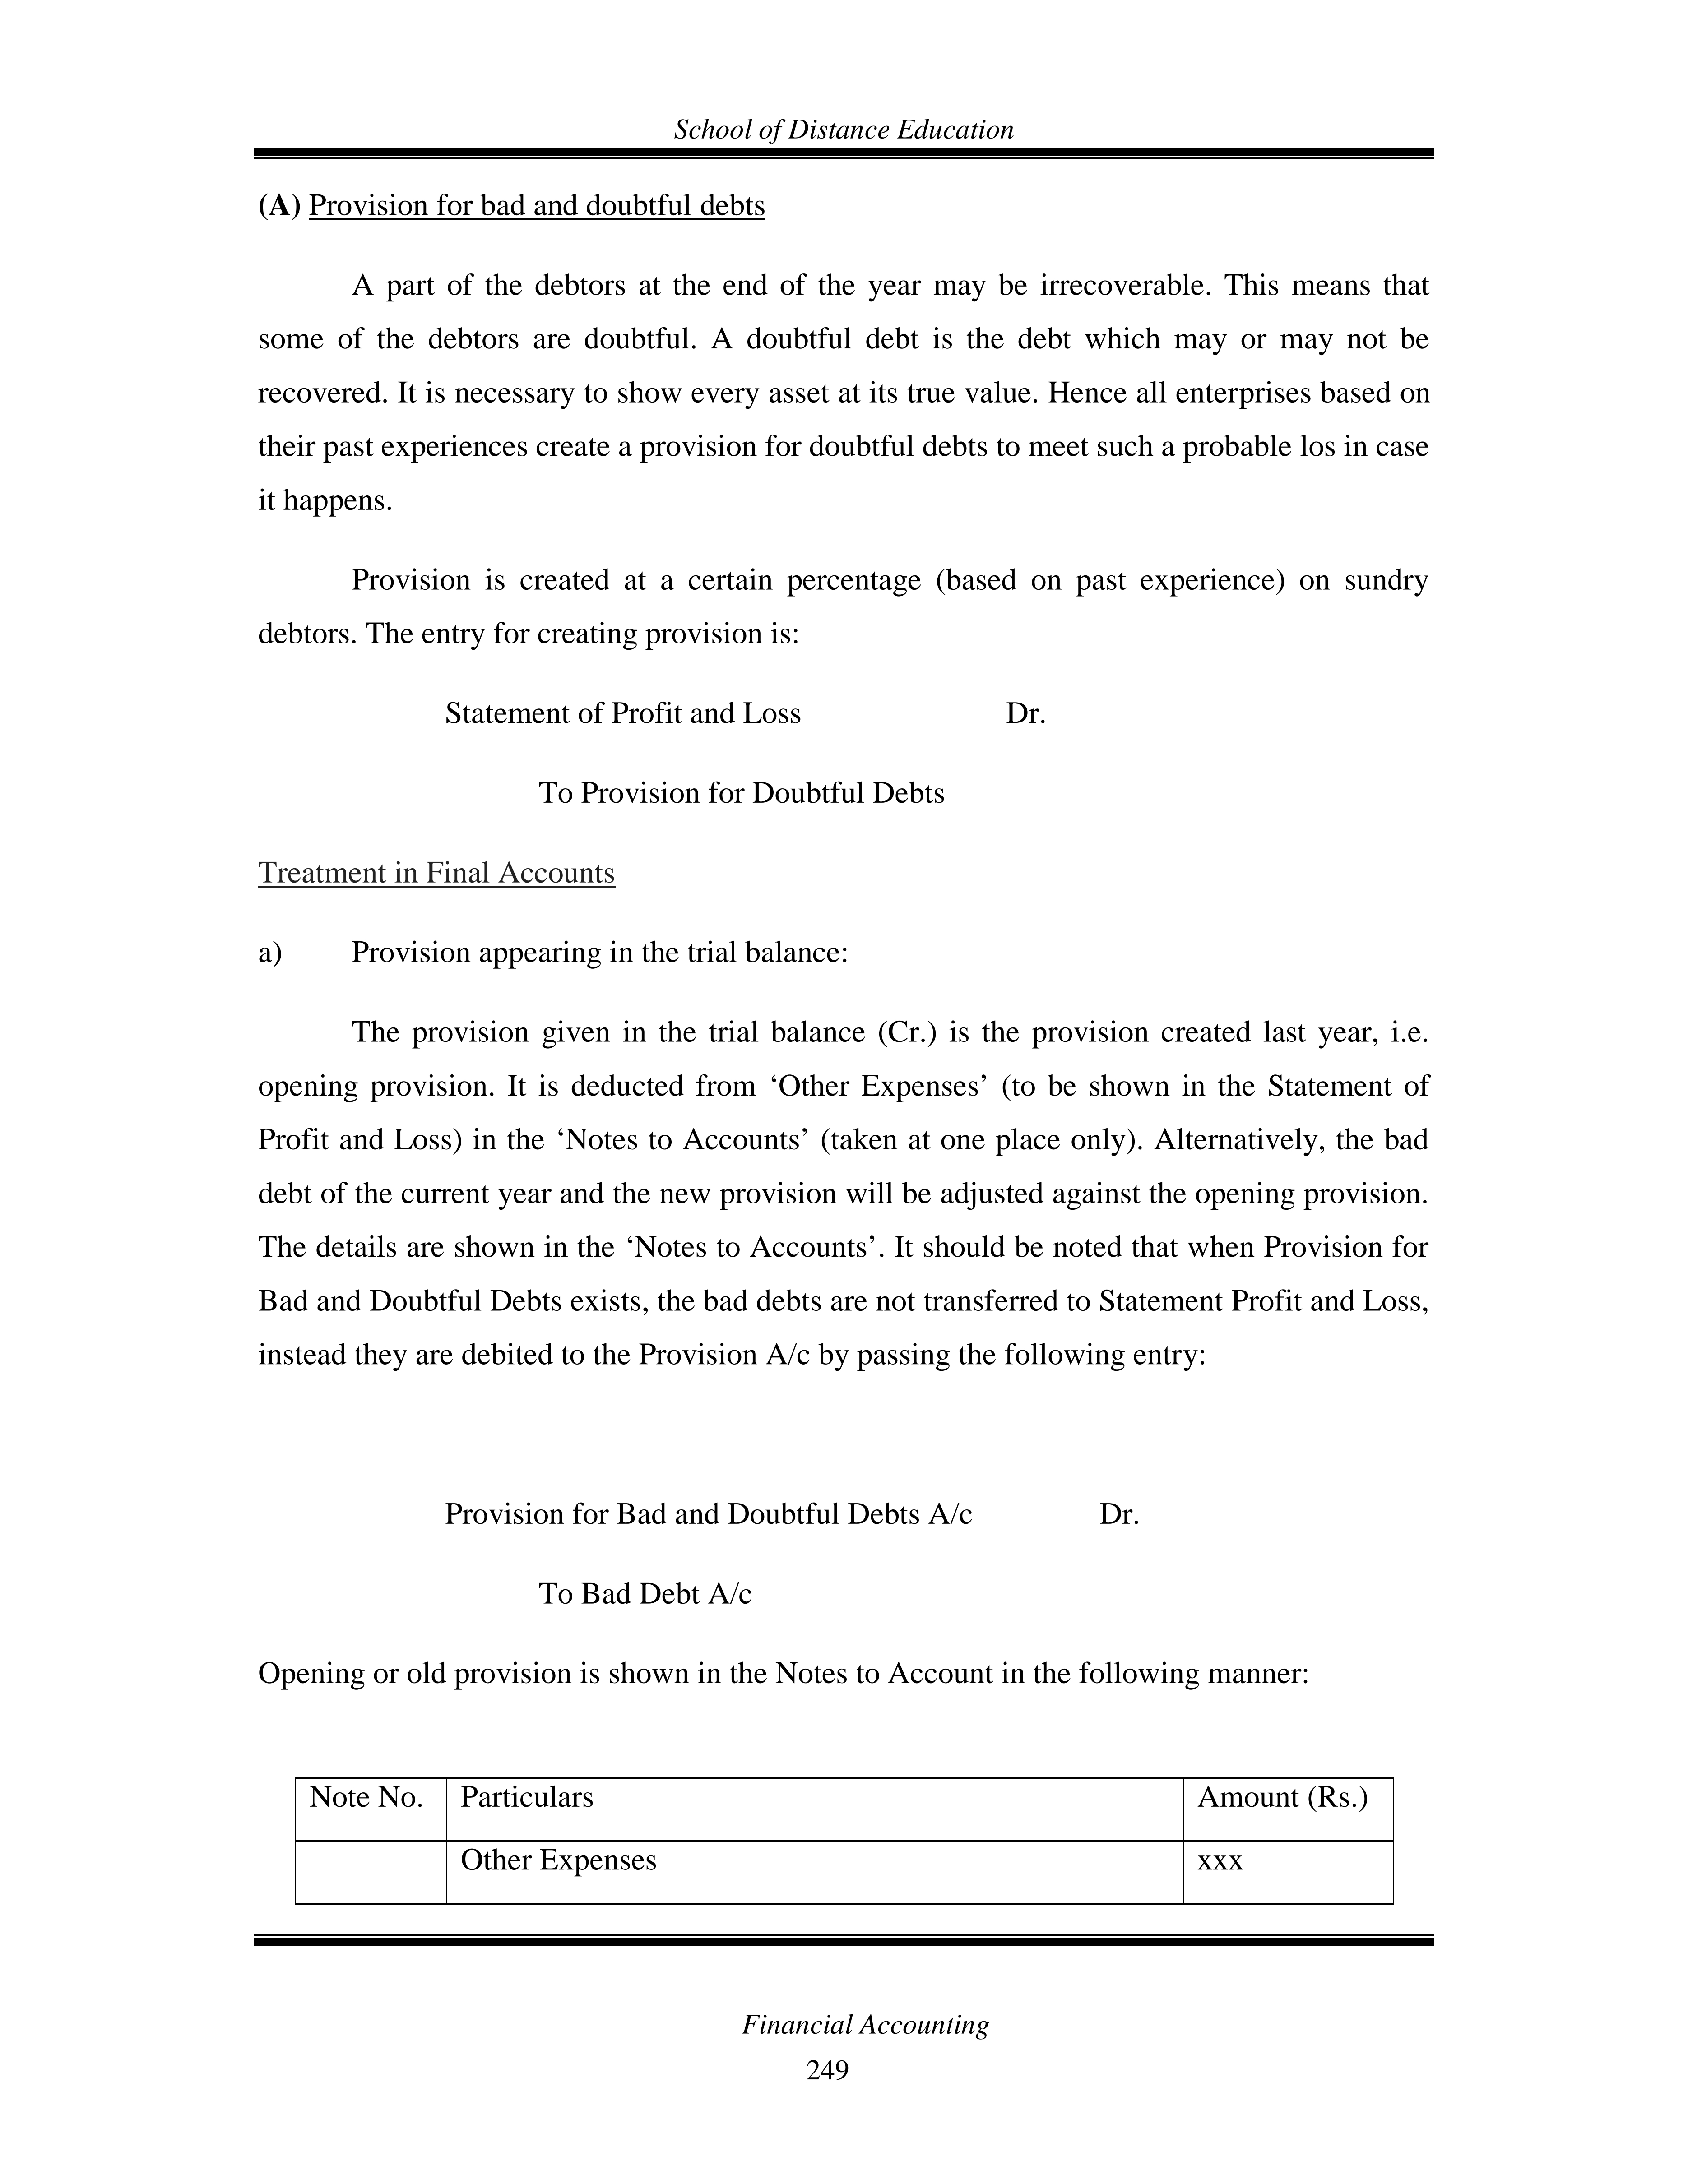 School of Distance Education
(A) Provision for bad and doubtful debts
A part of the debtors at the end of the year may be irrecoverable. This means that
some of the debtors are doubtful. A doubtful debt is the debt which may or may not be
recovered. It is necessary to show every asset at its true value. Hence all enterprises based on
their past experiences create a provision for doubtful debts to meet such a probable los in case
it happens.
Provision is created at a certain percentage (based on past experience) on sundry
debtors. The entry for creating provision is:
Statement of Profit and Loss Dr.
To Provision for Doubtful Debts
Treatment in Final Accounts
a) Provision appearing in the trial balance:
The provision given in the trial balance (Cr.) is the provision created last year, i.e.
opening provision. It is deducted from ‘Other Expenses’ (to be shown in the Statement of
Profit and Loss) in the ‘Notes to Accounts’ (taken at one place only). Alternatively, the bad
debt of the current year and the new provision will be adjusted against the opening provision.
The details are shown in the ‘Notes to Accounts’. It should be noted that when Provision for
Bad and Doubtful Debts exists, the bad debts are not transferred to Statement Profit and Loss,
instead they are debited to the Provision A/c by passing the following entry:
Provision for Bad and Doubtful Debts A/c Dr.
To Bad Debt A/c
Opening or old provision is shown in the Notes to Account in the following manner:
Note No. Particulars Amount (Rs.)
Other Expenses xxx
Financial Accounting
249